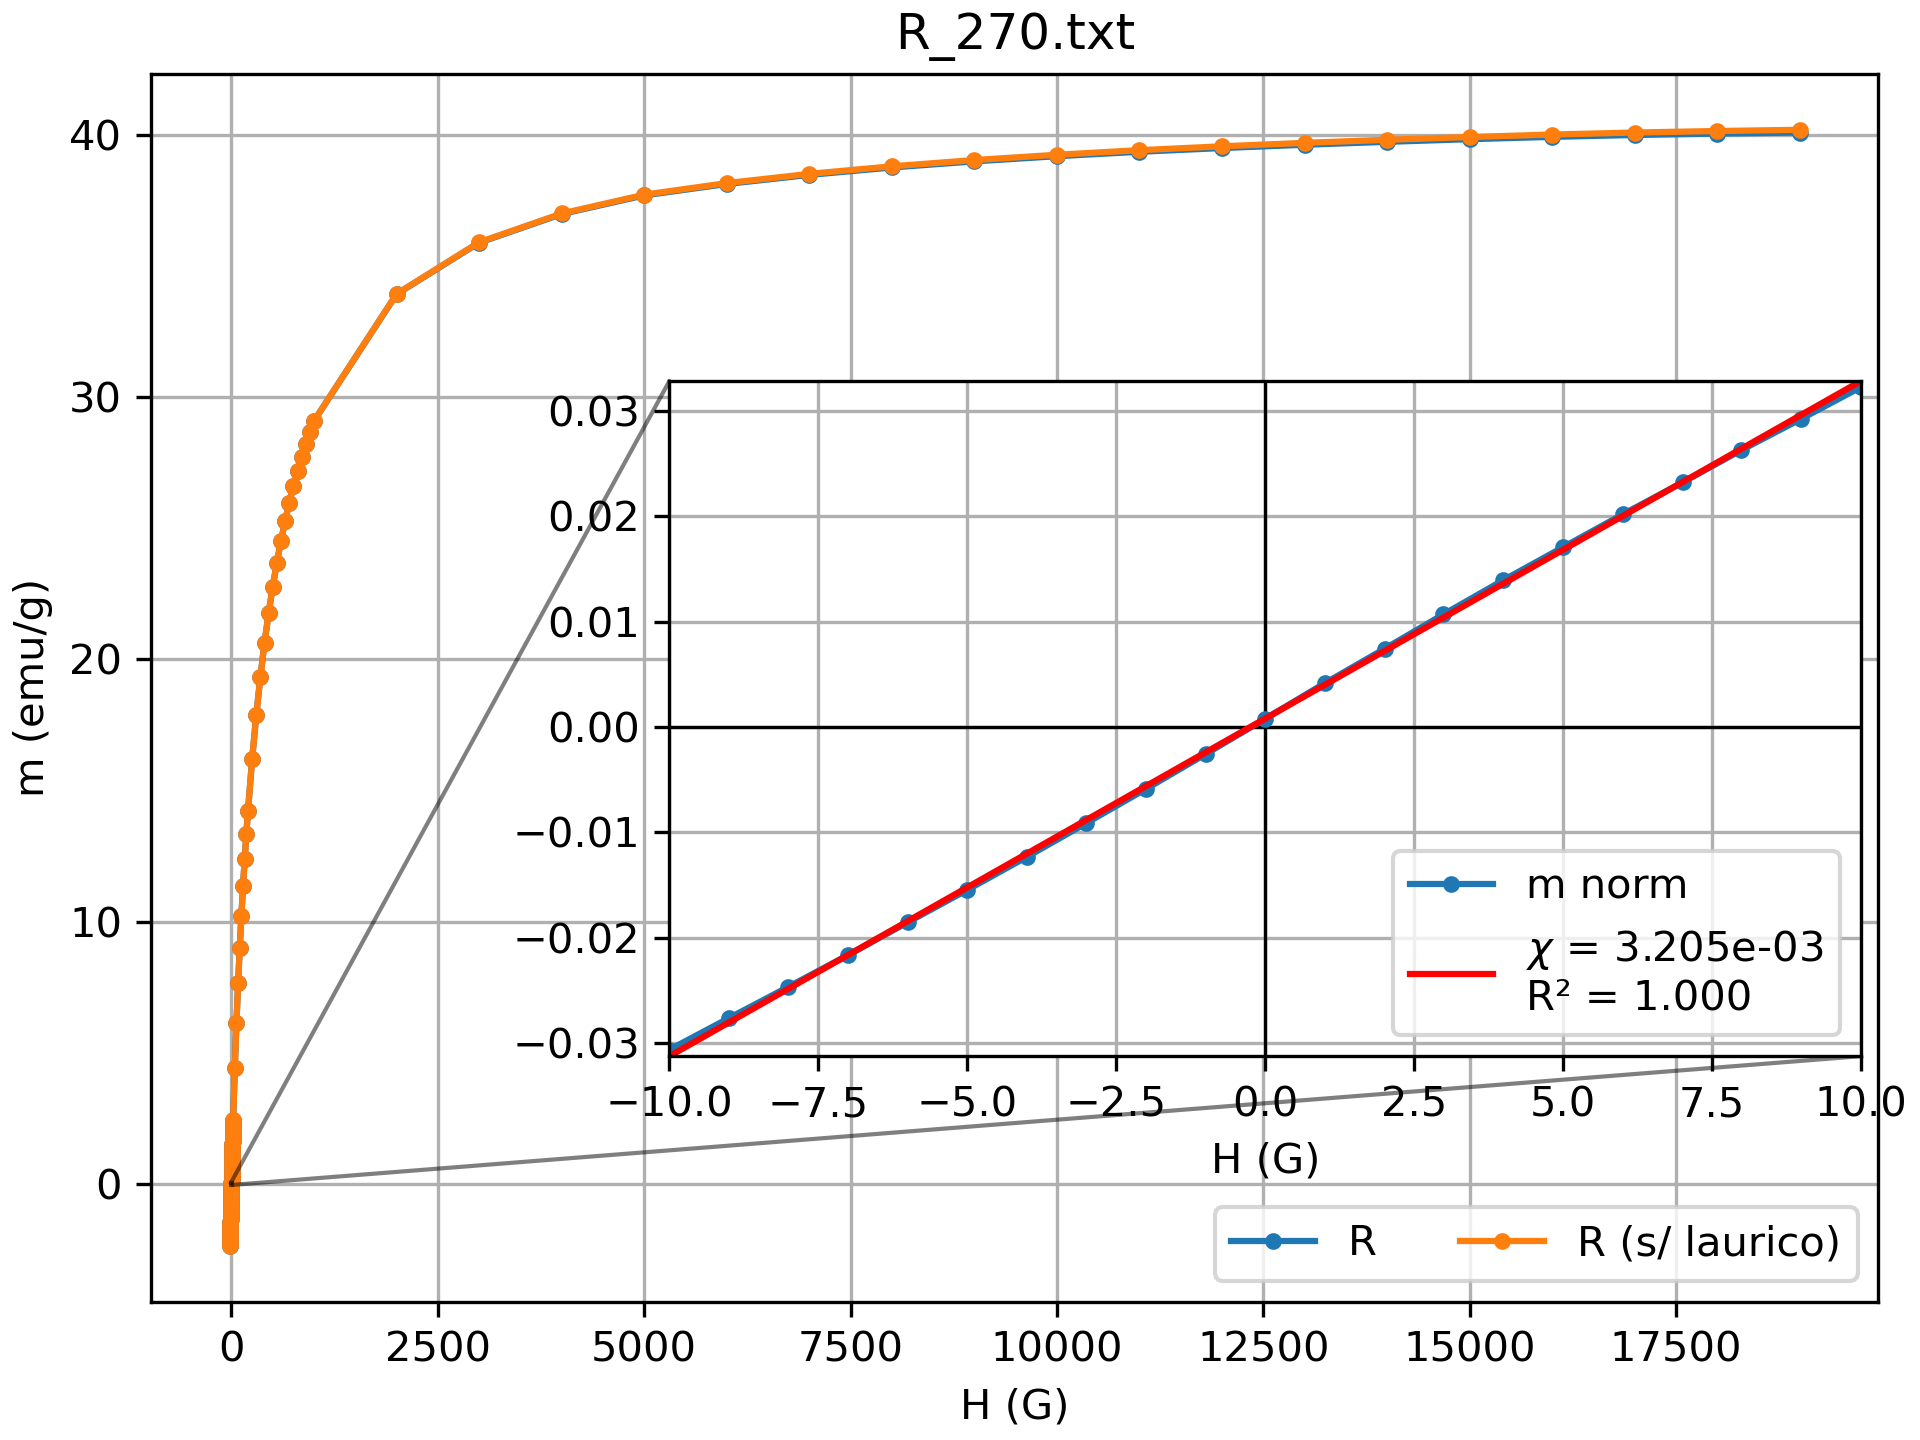 R_270.txt
40
30
20
10
0
m (emu/g)
0.03
0.02
0.01
0.00
−0.01
−0.02
−0.03
m norm
χ = 3.205e-03
R² = 1.000
−10.0 −7.5 −5.0 −2.5 0.0 2.5 5.0 7.5 10.0
H (G)
R R (s/ laurico)
0 2500 5000 7500 10000 12500 15000 17500
H (G)